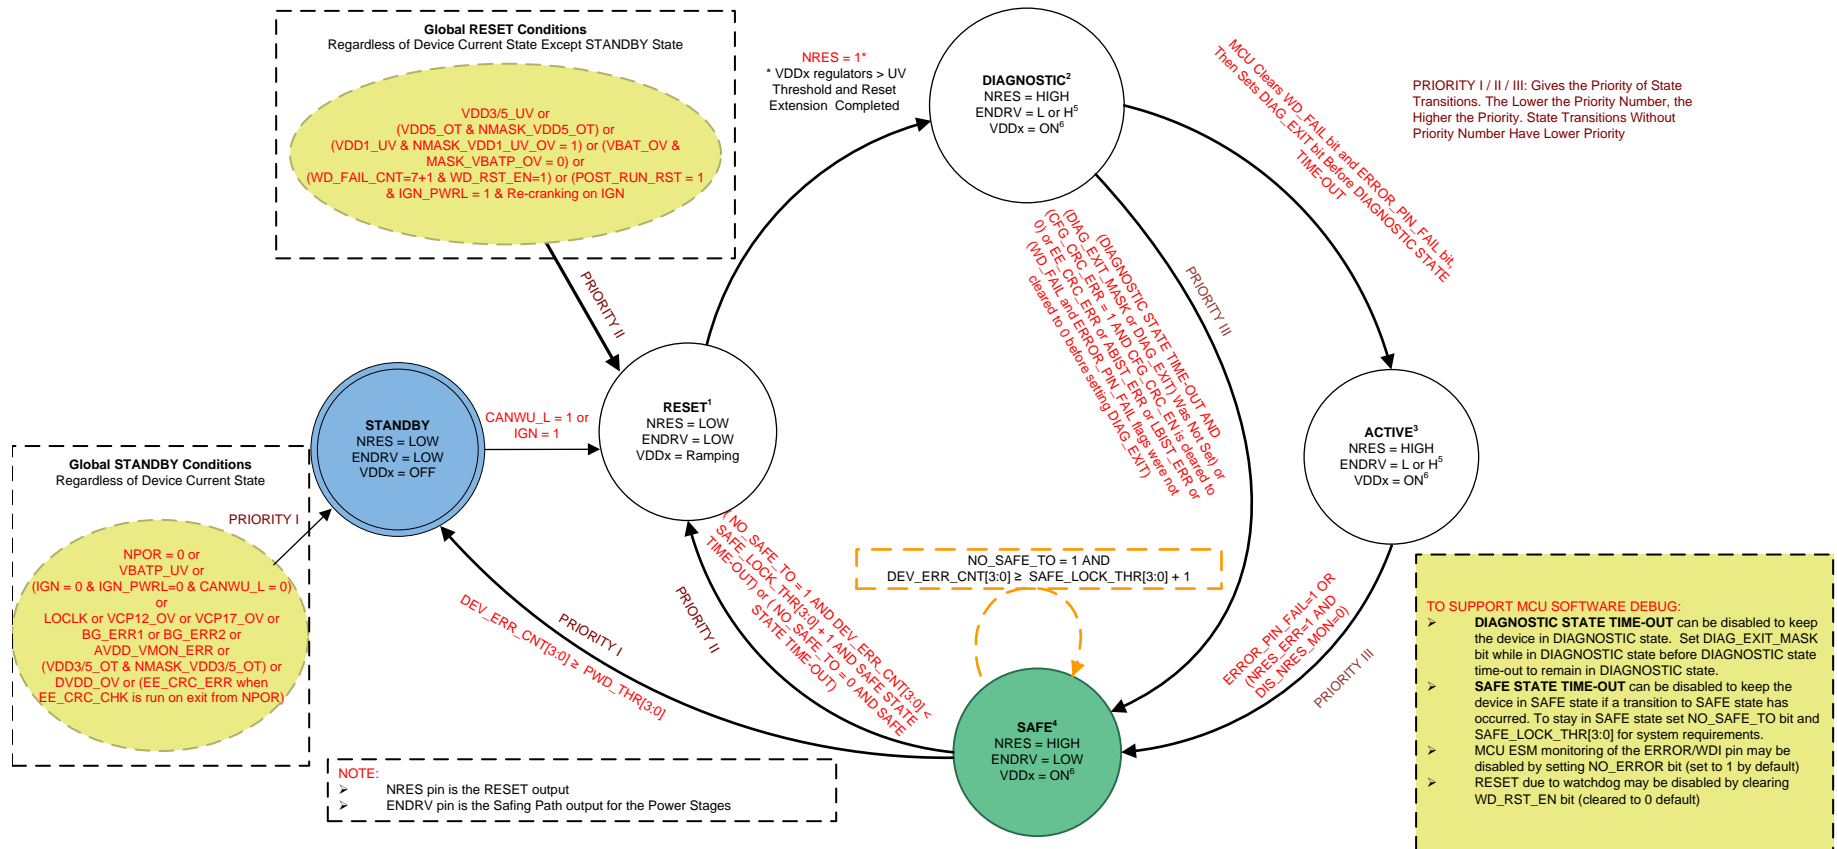 Global RESET Conditions
Regardless of Device Current State Except STANDBY State
VDD3/5_UV or
(VDD5_OT & NMASK_VDD5_OT) or
(VDD1_UV & NMASK_VDD1_UV_OV = 1) or (VBAT_OV &
MASK_VBATP_OV = 0) or
(WD_FAIL_CNT=7+1 & WD_RST_EN=1) or (POST_RUN_RST = 1
& IGN_PWRL = 1 & Re-cranking on IGN
PRIORITY II
NRES = 1*
* VDDx regulators > UV
Threshold and Reset
Extension Completed
DIAGNOSTIC2
NRES = HIGH
ENDRV = L or H5
VDDx = ON6
MCU Clears WD_FAIL bit and ERROR_PIN_FAIL bit,
Then Sets DIAG_EXIT bit Before DIAGNOSTIC STATE
TIME-OUT
PRIORITY I / II / III: Gives the Priority of State
Transitions. The Lower the Priority Number, the
Higher the Priority. State Transitions Without
Priority Number Have Lower Priority
(DIAGNOSTIC STATE TIME-OUT AND
(DIAG_EXIT_MASK or DIAG_EXIT) Was Not Set) or
(CFG_CRC_ERR = 1 AND CFG_CRC_EN is cleared to
0) or EE_CRC_ERR or ABIST_ERR or LBIST_ERR or
(WD_FAIL and ERROR_PIN_FAIL flags were not
cleared to 0 before setting DIAG_EXIT)
PRIORITY III
STANDBY
NRES = LOW
ENDRV = LOW
VDDx = OFF
CANWU_L = 1 or
IGN = 1
RESET1
NRES = LOW
ENDRV = LOW
VDDx = Ramping
ACTIVE3
NRES = HIGH
ENDRV = L or H5
VDDx = ON6
Global STANDBY Conditions
Regardless of Device Current State
PRIORITY I
NPOR = 0 or
VBATP_UV or
(IGN = 0 & IGN_PWRL=0 & CANWU_L = 0)
or
LOCLK or VCP12_OV or VCP17_OV or
BG_ERR1 or BG_ERR2 or
AVDD_VMON_ERR or
(VDD3/5_OT & NMASK_VDD3/5_OT) or
DVDD_OV or (EE_CRC_ERR when
EE_CRC_CHK is run on exit from NPOR)
PRIORITY I
DEV_ERR_CNT[3:0] ≥ PWD_THR[3:0]
PRIORITY II
( NO_SAFE_TO = 1 AND DEV_ERR_CNT[3:0] <
SAFE_LOCK_THR[3:0] + 1 AND SAFE STATE
TIME-OUT) or ( NO_SAFE_TO = 0 AND SAFE
STATE TIME-OUT)
NO_SAFE_TO = 1 AND
DEV_ERR_CNT[3:0] ≥ SAFE_LOCK_THR[3:0] + 1
ERROR_PIN_FAIL=1 OR
(NRES_ERR=1 AND
DIS_NRES_MON=0)
PRIORITY III
SAFE4
NRES = HIGH
ENDRV = LOW
VDDx = ON6
NOTE:
➢ NRES pin is the RESET output
➢ ENDRV pin is the Safing Path output for the Power Stages
TO SUPPORT MCU SOFTWARE DEBUG:
➢ DIAGNOSTIC STATE TIME-OUT can be disabled to keep
the device in DIAGNOSTIC state. Set DIAG_EXIT_MASK
bit while in DIAGNOSTIC state before DIAGNOSTIC state
time-out to remain in DIAGNOSTIC state.
➢ SAFE STATE TIME-OUT can be disabled to keep the
device in SAFE state if a transition to SAFE state has
occurred. To stay in SAFE state set NO_SAFE_TO bit and
SAFE_LOCK_THR[3:0] for system requirements.
➢ MCU ESM monitoring of the ERROR/WDI pin may be
disabled by setting NO_ERROR bit (set to 1 by default)
➢ RESET due to watchdog may be disabled by clearing
WD_RST_EN bit (cleared to 0 default)